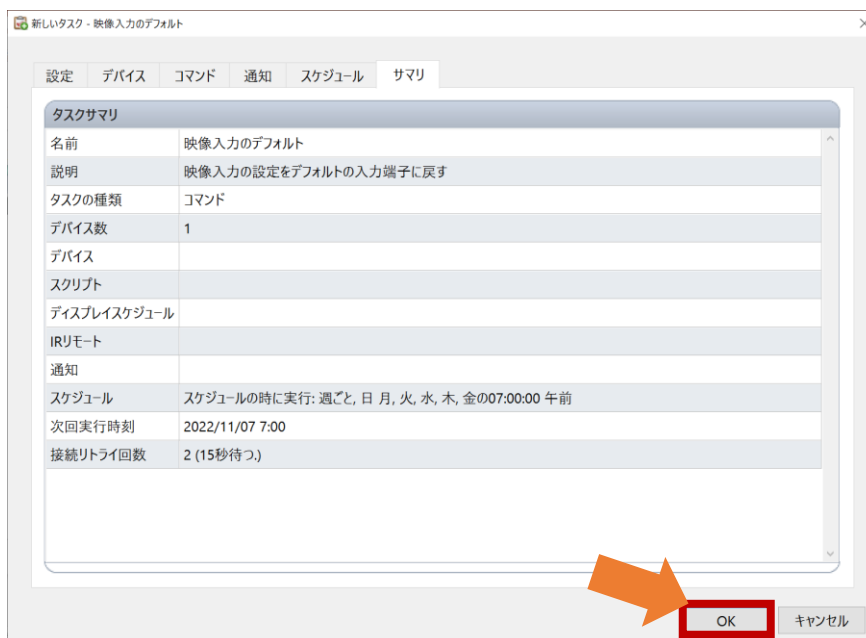 新しいタスク - 映像入力のデフォルト
設定 デバイス コマンド 通知 スケジュール サマリ
タスクサマリ
名前 映像入力のデフォルト
説明 映像入力の設定をデフォルトの入力端子に戻す
タスクの種類 コマンド
デバイス数 1
デバイス
スクリプト
ディスプレイスケジュール
IRリモート
通知
スケジュール スケジュールの時に実行: 週ごと, 日 月, 火, 水, 木, 金の07:00:00 午前
次回実行時刻 2022/11/07 7:00
接続リトライ回数 2 (15秒待つ.)
OK キャンセル